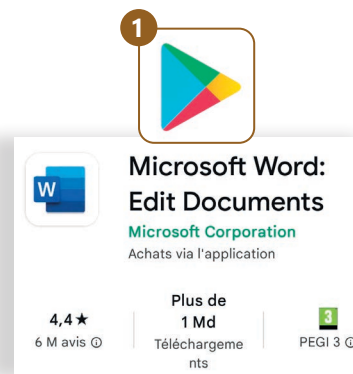 1
W
Microsoft Word:
Edit Documents
Microsoft Corporation
Achats via l'application
4,4★
6 M avis ⓘ
Plus de
1 Md
Téléchargeme
nts
3
PEGI 3 ⓘ